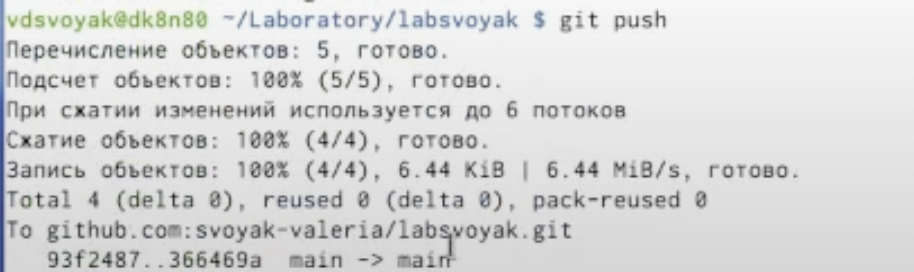 vdsvoyak@dk8n80 ~/Laboratory/labsvoyak $ git push
Перечисление объектов: 5, готово.
Подсчет объектов: 100% (5/5), готово.
При сжатии изменений используется до 6 потоков
Сжатие объектов: 100% (4/4), готово.
Запись объектов: 100% (4/4), 6.44 KiB | 6.44 MiB/s, готово.
Total 4 (delta 0), reused 0 (delta 0), pack-reused 0
To github.com:svoyak-valeria/labsvoyak.git
93f2487..366469a main -> main